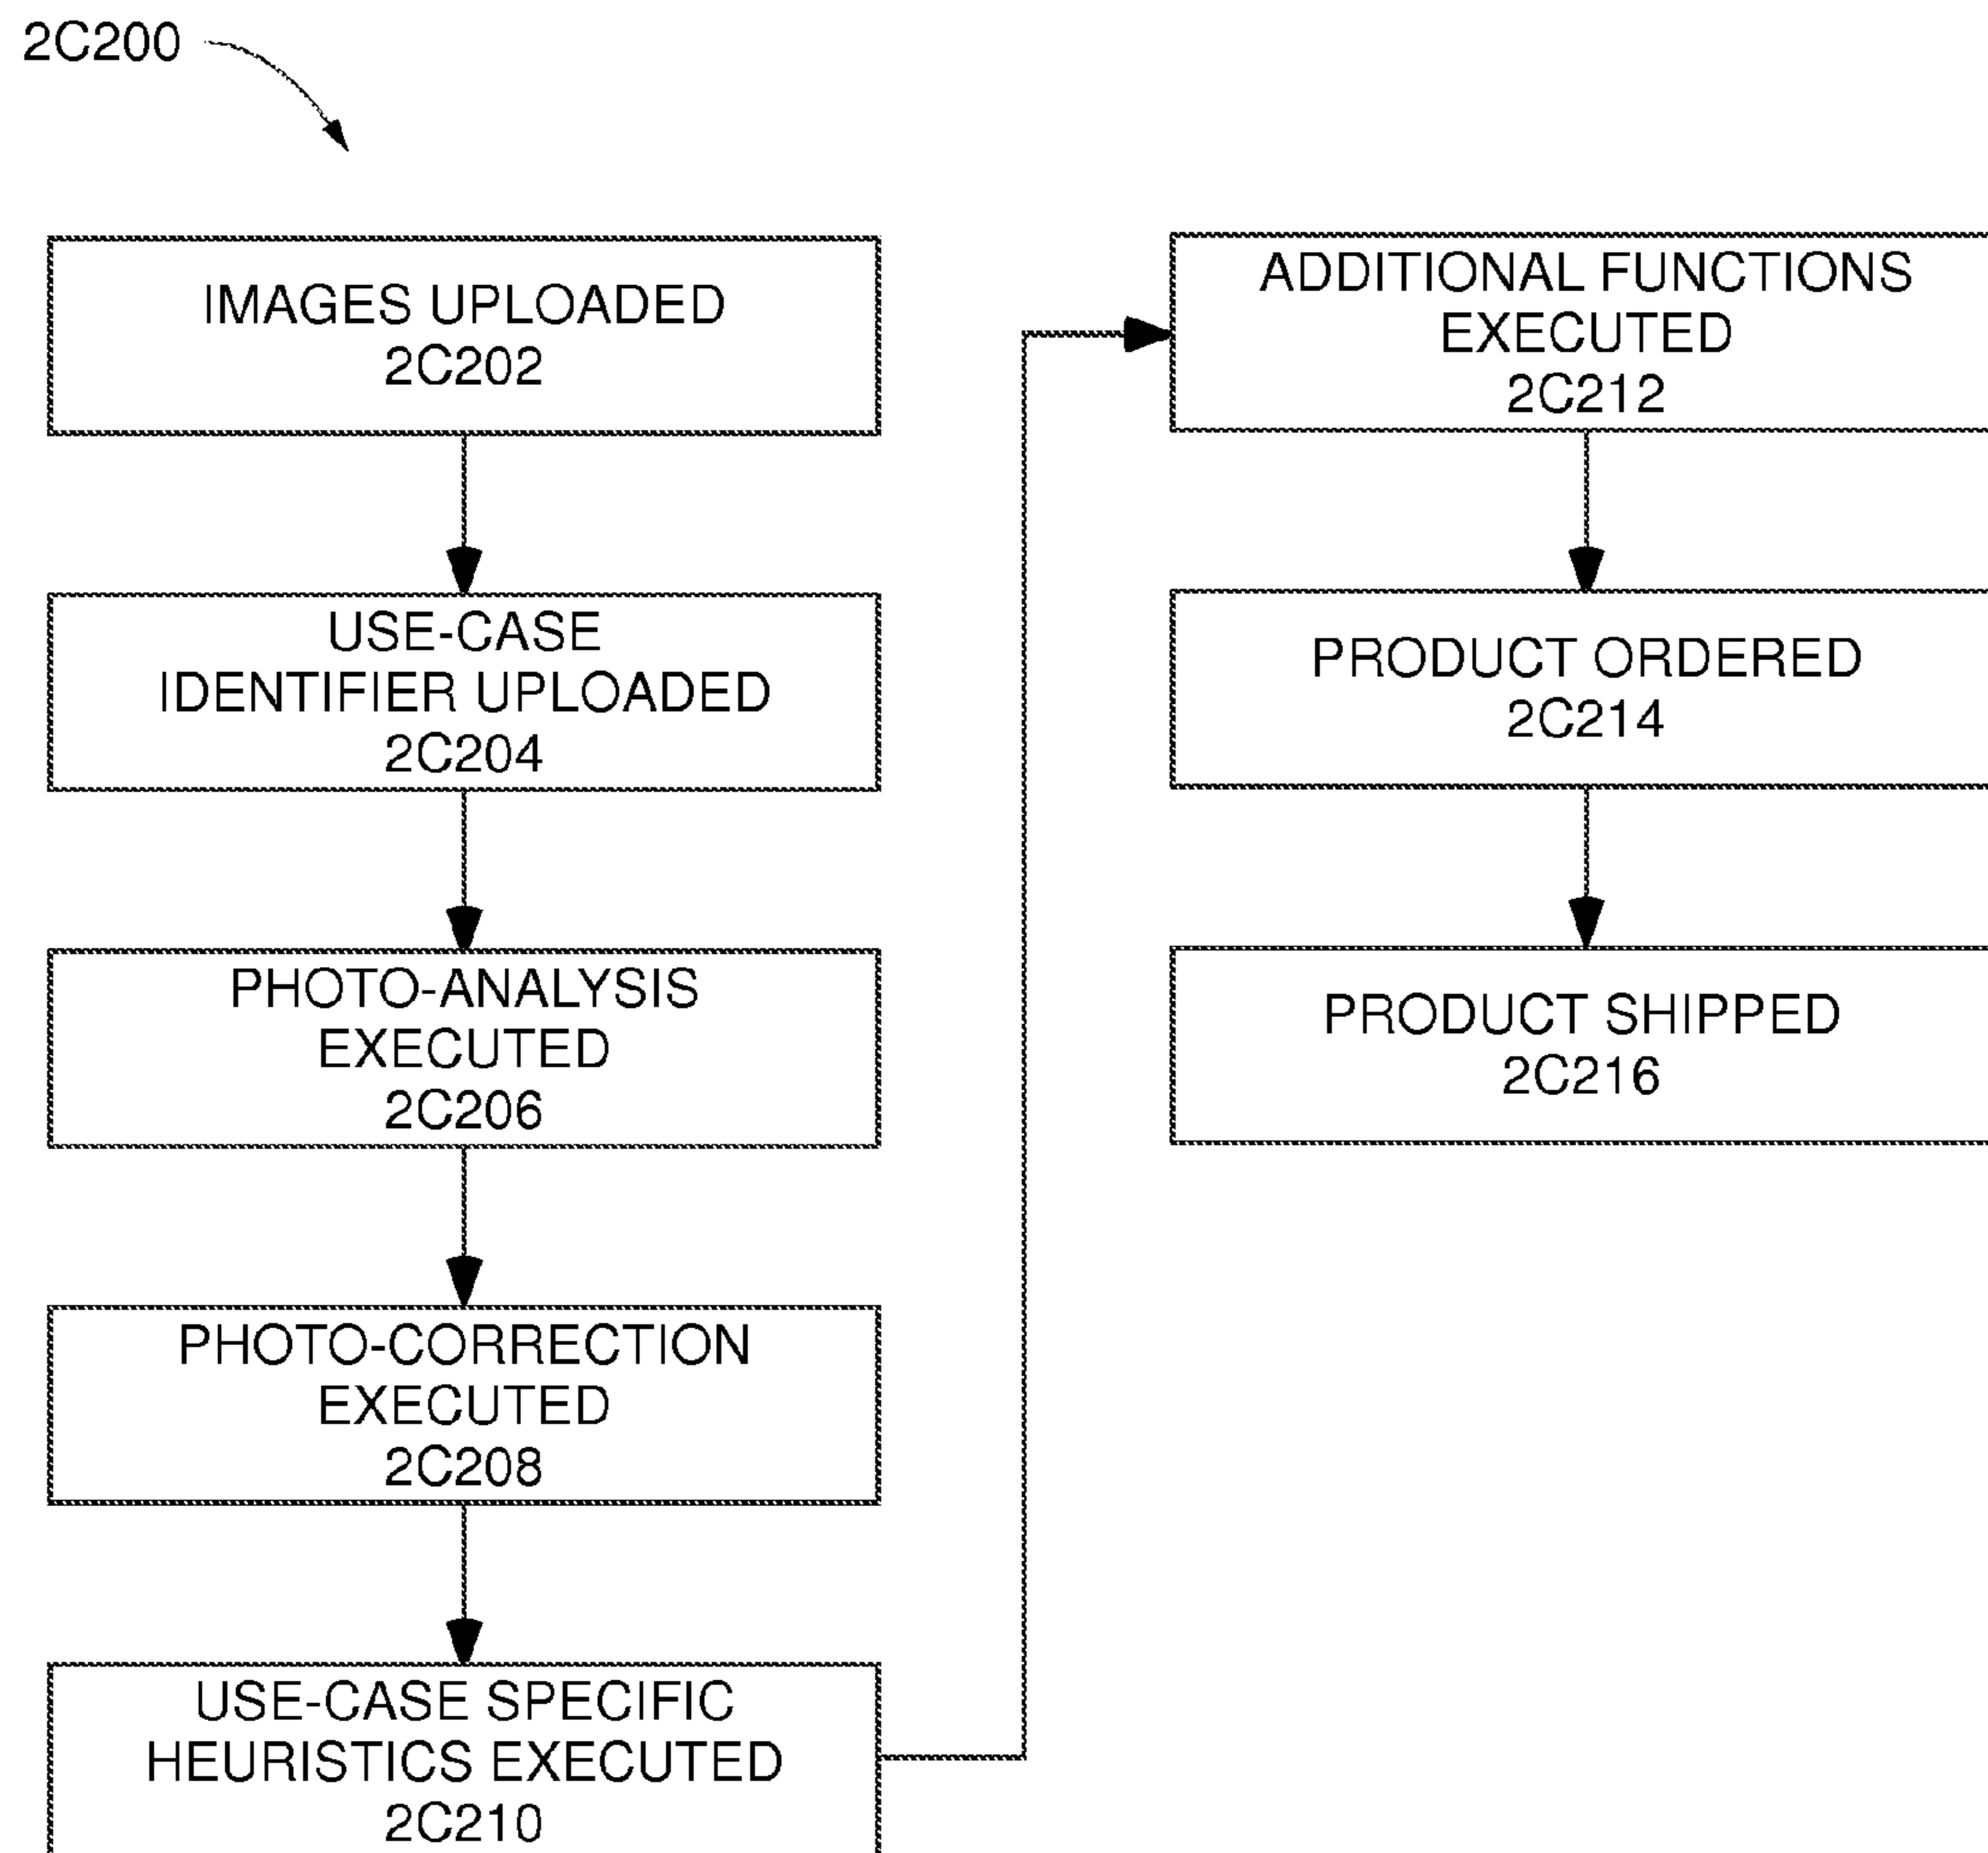 2C200
IMAGES UPLOADED
2C202
USE-CASE
IDENTIFIER UPLOADED
2C204
PHOTO-ANALYSIS
EXECUTED
2C206
PHOTO-CORRECTION
EXECUTED
2C208
USE-CASE SPECIFIC
HEURISTICS EXECUTED
2C210
ADDITIONAL FUNCTIONS
EXECUTED
2C212
PRODUCT ORDERED
2C214
PRODUCT SHIPPED
2C216